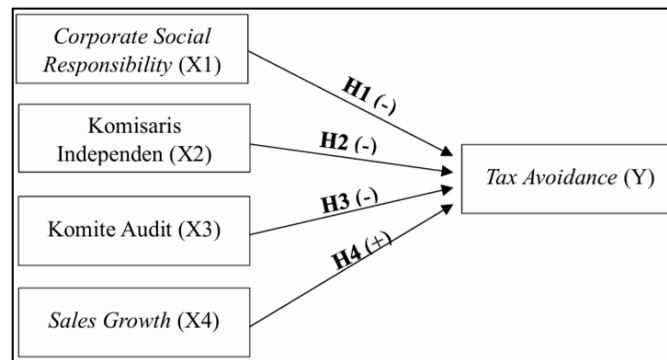 Corporate Social
Responsibility (X1)
H1 (-)
Komisaris
Independen (X2)
H2 (-)
Tax Avoidance (Y)
Komite Audit (X3)
H3 (-)
H4 (+)
Sales Growth (X4)